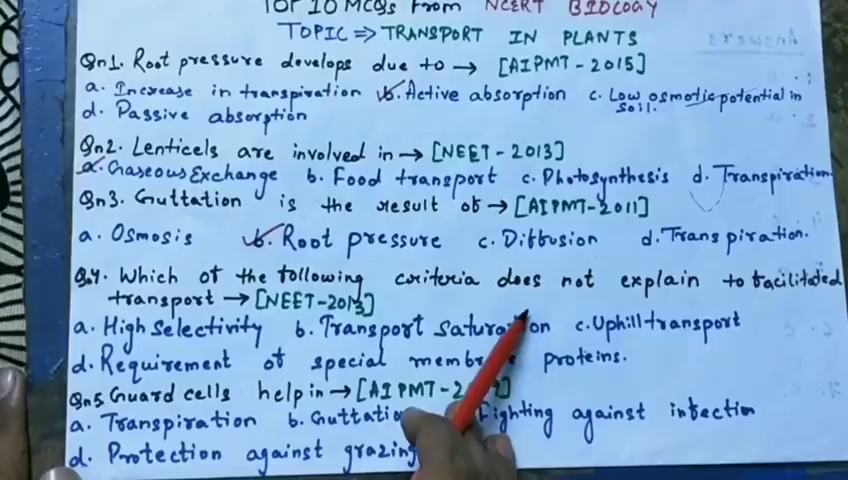 TOP 10 MCQs from NCERT BIOLOGY
TOPIC ⇒ TRANSPORT IN PLANTS
Qn1. Root pressure develops due to → [AIPMT-2015]
a. Increase in transpiration b. Active absorption c. Low osmotic potential in soil.
d. Passive absorption
Qn2. Lenticels are involved in → [NEET-2013]
a. Gaseous Exchange b. Food transport c. Photosynthesis d. Transpiration
Qn3. Guttation is the result of → [AIPMT-2011]
a. Osmosis b. Root pressure c. Diffusion d. Transpiration.
Q4. Which of the following criteria does not explain to facilitated
transport → [NEET-2013]
a. High Selectivity b. Transport saturation c. Uphill transport
d. Requirement of special membrane proteins.
Qn5 Guard cells help in → [AIPMT-2
a. Transpiration b. Guttation Fighting against infection
d. Protection against grazing